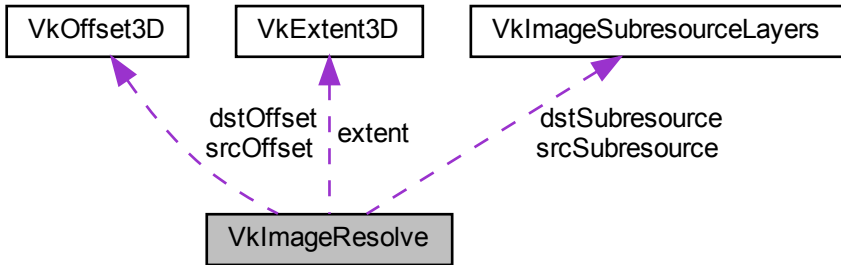 VkOffset3D
VkExtent3D
VkImageSubresourceLayers
dstOffset
srcOffset
extent
dstSubresource
srcSubresource
VkImageResolve